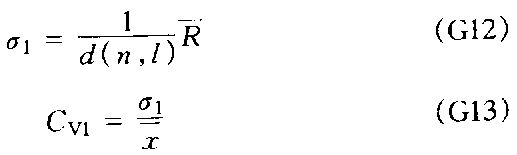 σ₁ = 1/d(n,l) R̅ (G12)
C_V1 = σ₁/x̿ (G13)